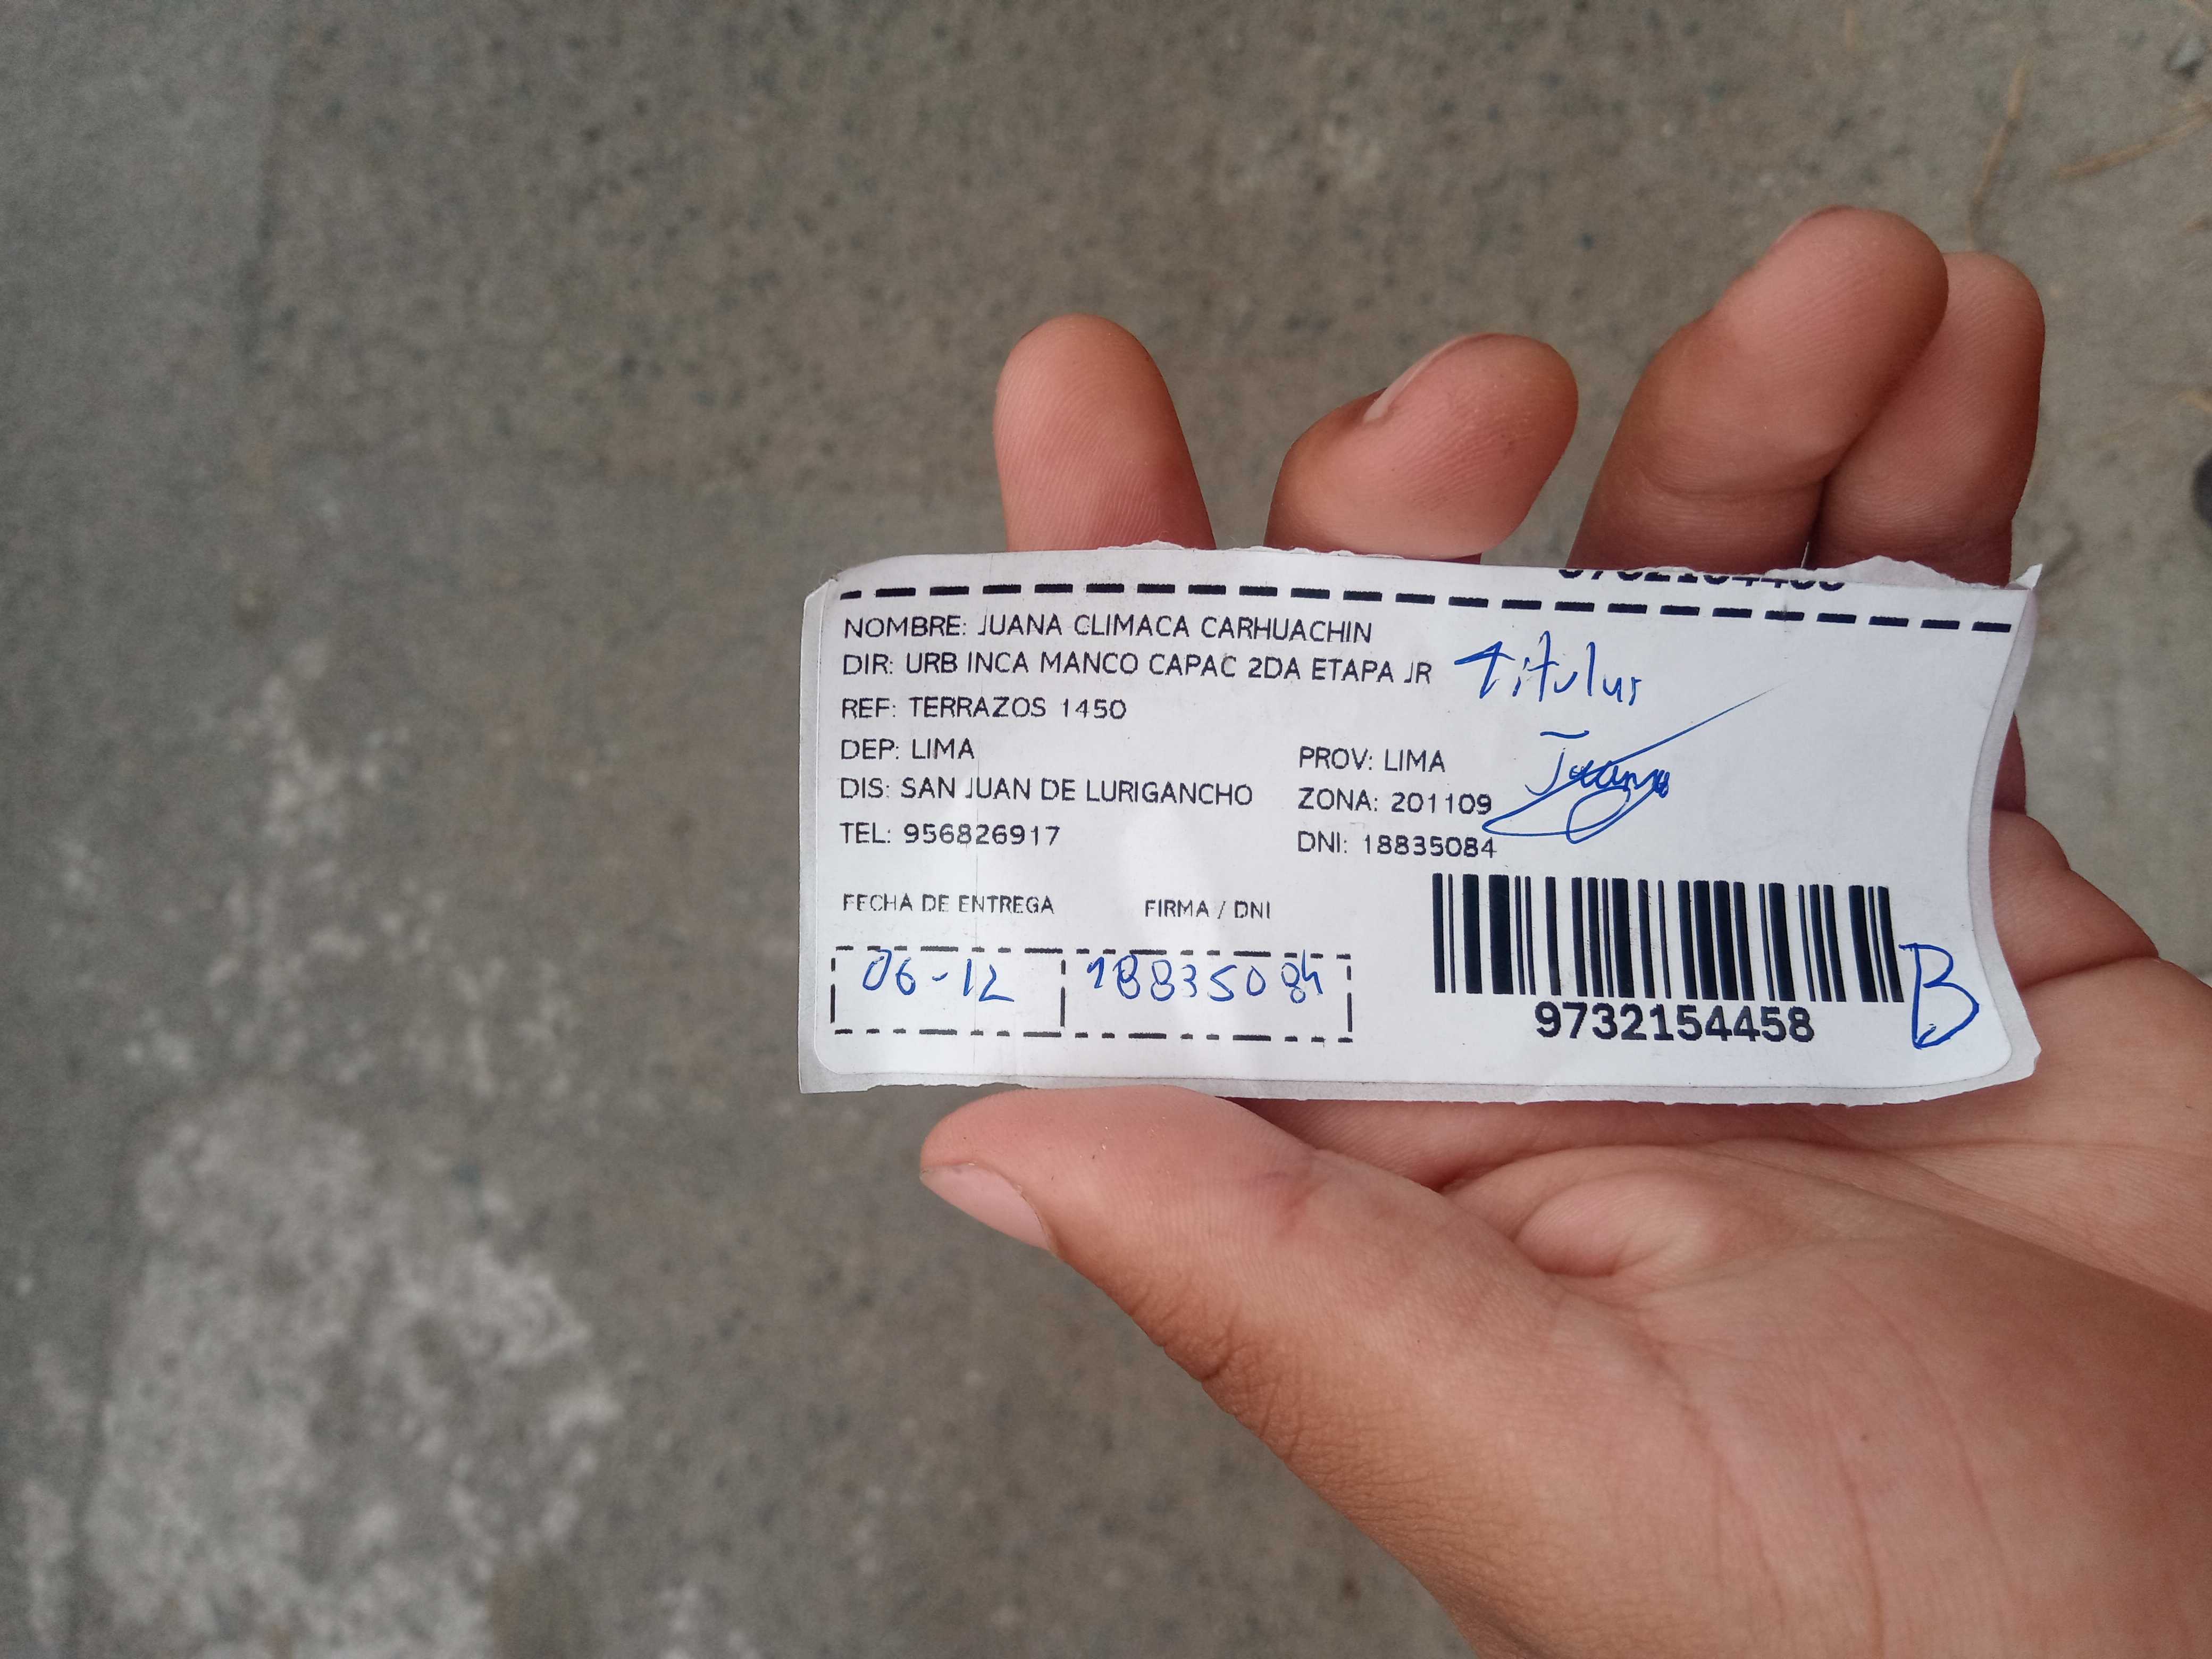 NOMBRE: JUANA CLIMACA CARHUACHIN
DIR: URB INCA MANCO CAPAC 2DA ETAPA JR
Titular
REF: TERRAZOS 1450
DEP: LIMA
PROV: LIMA
Juana
DIS: SAN JUAN DE LURIGANCHO
ZONA: 201109
TEL: 956826917
DNI: 18835084
FECHA DE ENTREGA
FIRMA / DNI
06-12
18835084
9732154458
B